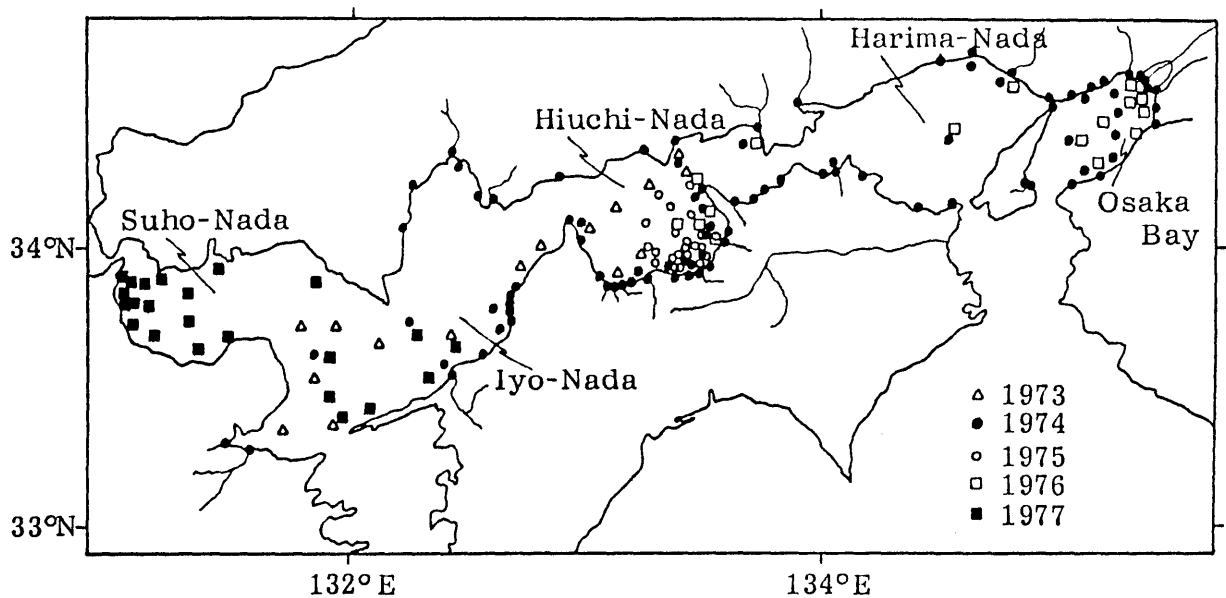 Harima-Nada
Hiuchi-Nada
Osaka
Bay
Suho-Nada
34°N
Iyo-Nada
1973
1974
1975
1976
1977
33°N
132°E
134°E